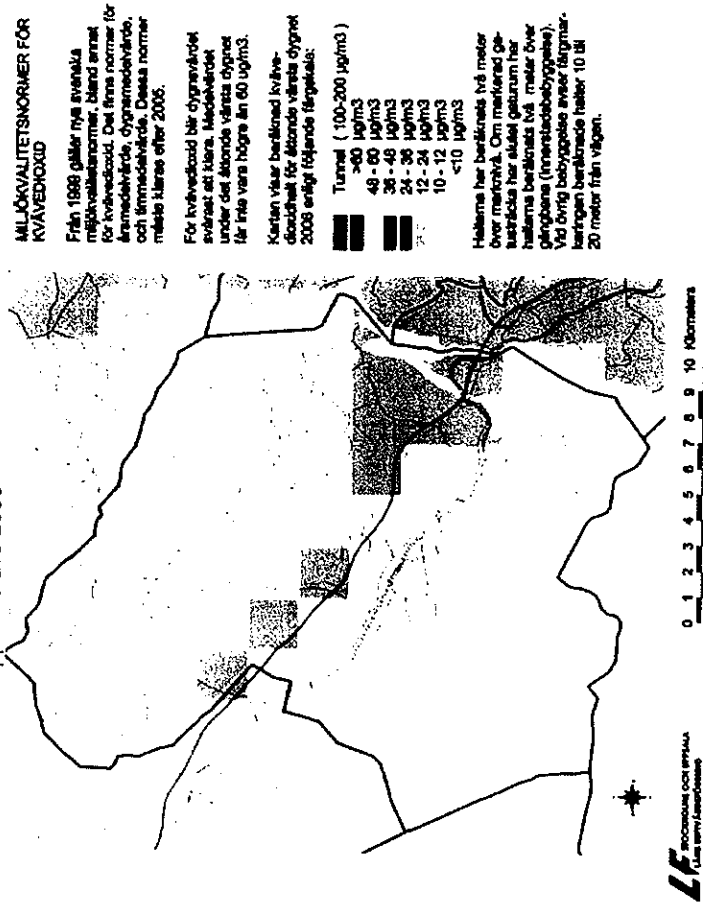 MILJÖKVALITETSNORMER FÖR
KVÄVEDIOXID
Från 1999 gäller nya svenska
miljökvalitetsnormer, bland annat
för kvävedioxid. Det finns normer för
årsmedelvärde, dygnsmedelvärde,
och timmedelvärde. Dessa normer
måste klaras efter 2005.
För kvävedioxid blir dygnsvärdet
svårast att klara. Medelvärdet
under det åttonde värsta dygnet
får inte vara högre än 60 µg/m3.
Kartan visar beräknad kväve-
dioxidhalt för åttonde värsta dygnet
2006 enligt följande färgskala:
Tunnel ( 100-200 µg/m3 )
>60 µg/m3
48 - 60 µg/m3
36 - 48 µg/m3
24 - 36 µg/m3
12 - 24 µg/m3
10 - 12 µg/m3
<10 µg/m3
Halterna har beräknats två meter
över marknivå. Om markerad ga-
tusträcka har slutet gaturum har
halterna beräknats två meter över
gångbana (innerstadsbebyggelse).
Vid övrig bebyggelse avser färgmar-
keringen beräknade halter 10 till
20 meter från vägen.
0 1 2 3 4 5 6 7 8 9 10 Kilometers
LF STOCKHOLMS OCH UPPSALA
LÄNS LUFTVÅRDSFÖRBUND